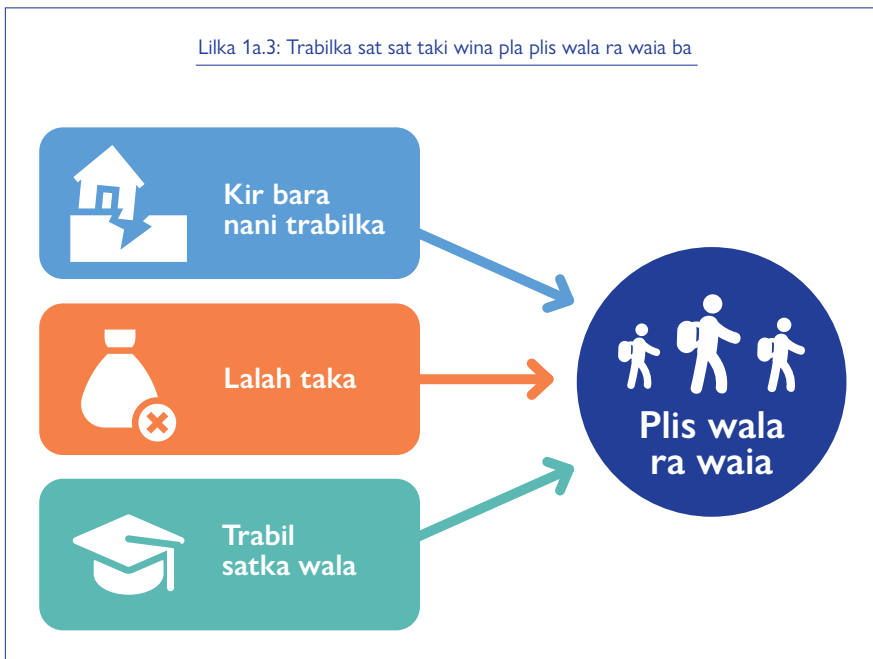 Lilka 1a.3: Trabilka sat sat taki wina pla plis wala ra waia ba
Kir bara
nani trabilka
Lalah taka
Trabil
satka wala
Plis wala
ra waia